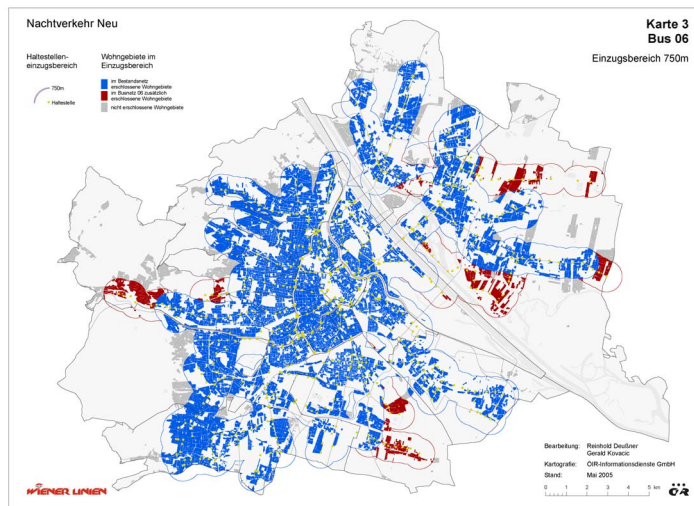 Nachtverkehr Neu
Karte 3
Bus 06
Einzugsbereich 750m
Haltestellen-
einzugsbereich
750m
Haltestelle
Wohngebiete im
Einzugsbereich
im Bestandsnetz
erschlossene Wohngebiete
im Busnetz 06 zusätzlich
erschlossene Wohngebiete
nicht erschlossene Wohngebiete
Bearbeitung: Reinhold Deußner
Gerald Kovacic
Kartografie: ÖIR-Informationsdienste GmbH
Stand: Mai 2005
0 1 2 3 4 5 km
WIENER LINIEN
ÖIR